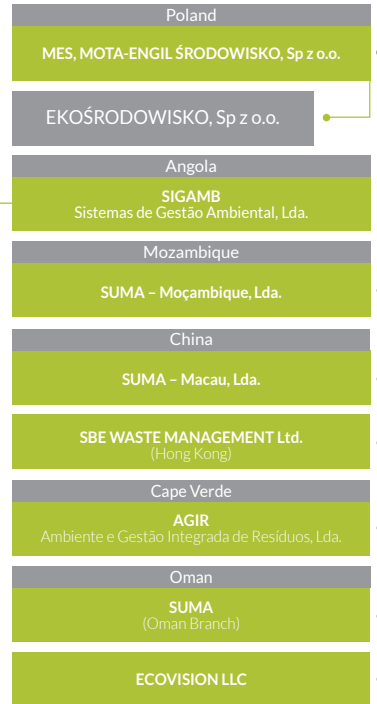 Poland
MES, MOTA-ENGIL ŚRODOWISKO, Sp z o.o.
EKOŚRODOWISKO, Sp z o.o.
Angola
SIGAMB
Sistemas de Gestão Ambiental, Lda.
Mozambique
SUMA – Moçambique, Lda.
China
SUMA – Macau, Lda.
SBE WASTE MANAGEMENT Ltd.
(Hong Kong)
Cape Verde
AGIR
Ambiente e Gestão Integrada de Resíduos, Lda.
Oman
SUMA
(Oman Branch)
ECOVISION LLC